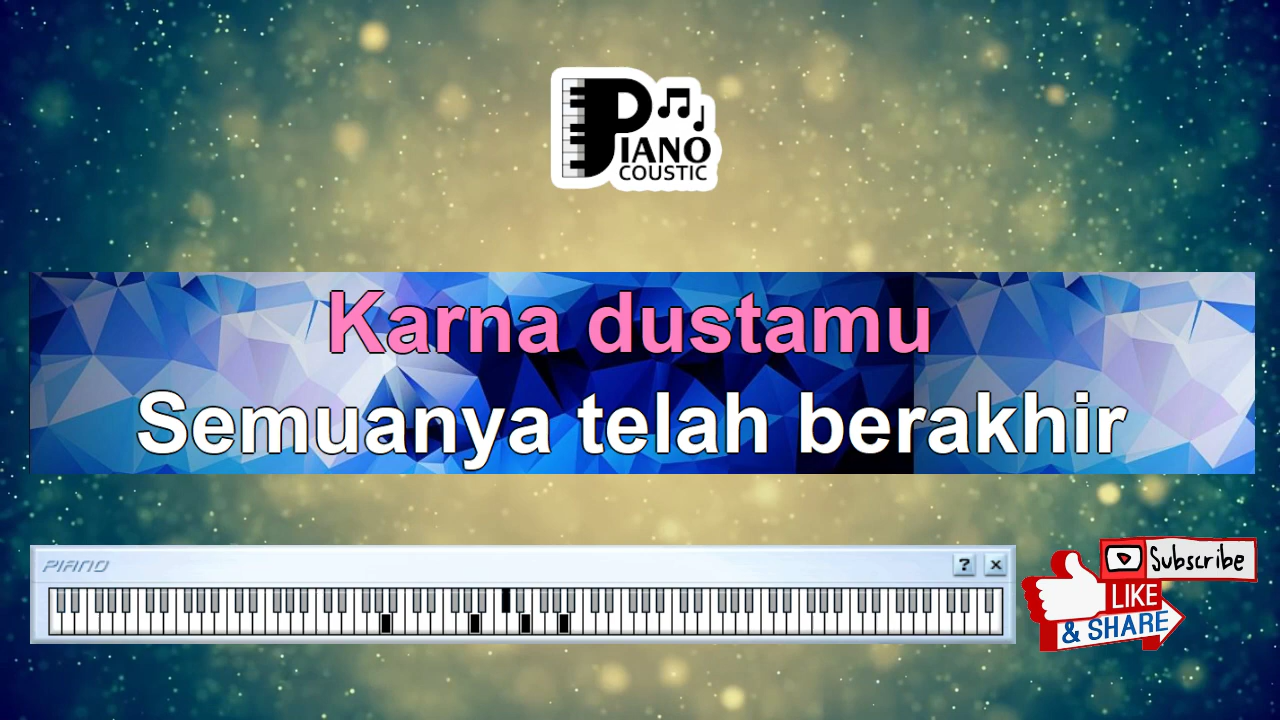 PIANO
COUSTIC
Karna dustamu
Semuanya telah berakhir
PIANO
? x
Subscribe
LIKE
& SHARE